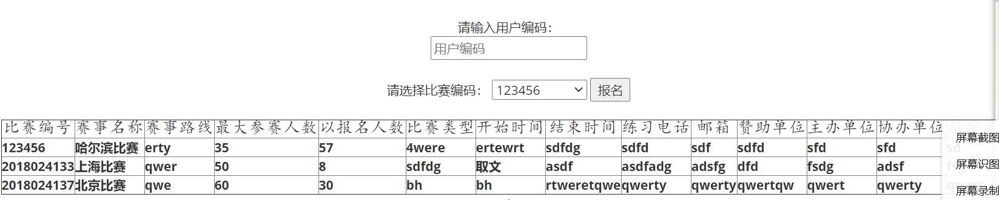 请输入用户编码：
用户编码
请选择比赛编码： 123456 报名
比赛编号 赛事名称 赛事路线 最大参赛人数 以报名人数 比赛类型 开始时间 结束时间 练习电话 邮箱 赞助单位 主办单位 协办单位 指导单
123456 哈尔滨比赛 erty 35 57 4were ertewrt sdfdg sdfd sdf sdfd sfd sfd sd
屏幕截图
2018024133 上海比赛 qwer 50 8 sdfdg 取文 asdf asdfadg adsfg dfd fsdg adsf fsg
屏幕识图
2018024137 北京比赛 qwe 60 30 bh bh rtweretqwe qwerty qwerty qwertqw qwert qwerty qwert
屏幕录制